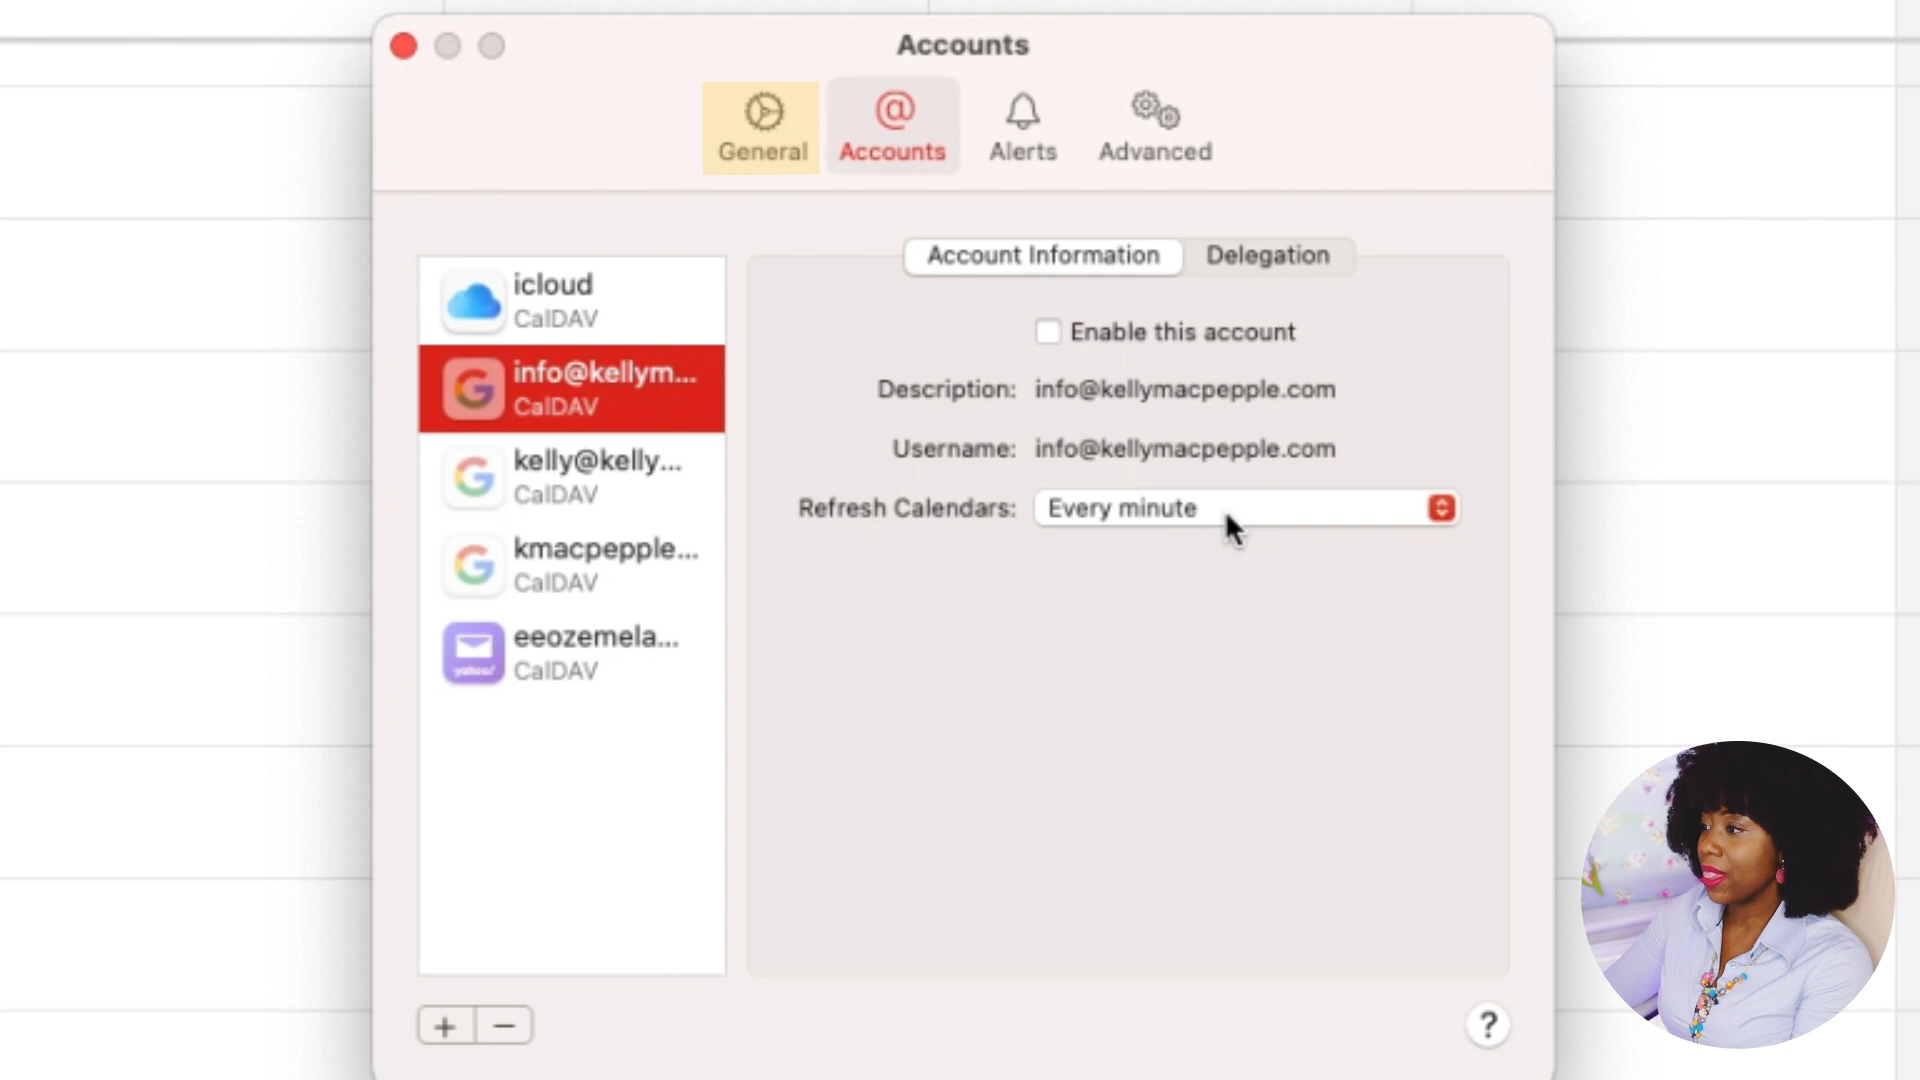 Accounts
General
Accounts
Alerts
Advanced
icloud
CalDAV
info@kellym...
CalDAV
kelly@kelly...
CalDAV
kmacpepple...
CalDAV
yahoo!
eeozemela...
CalDAV
Account Information
Delegation
Enable this account
Description: info@kellymacpepple.com
Username: info@kellymacpepple.com
Refresh Calendars: Every minute
?